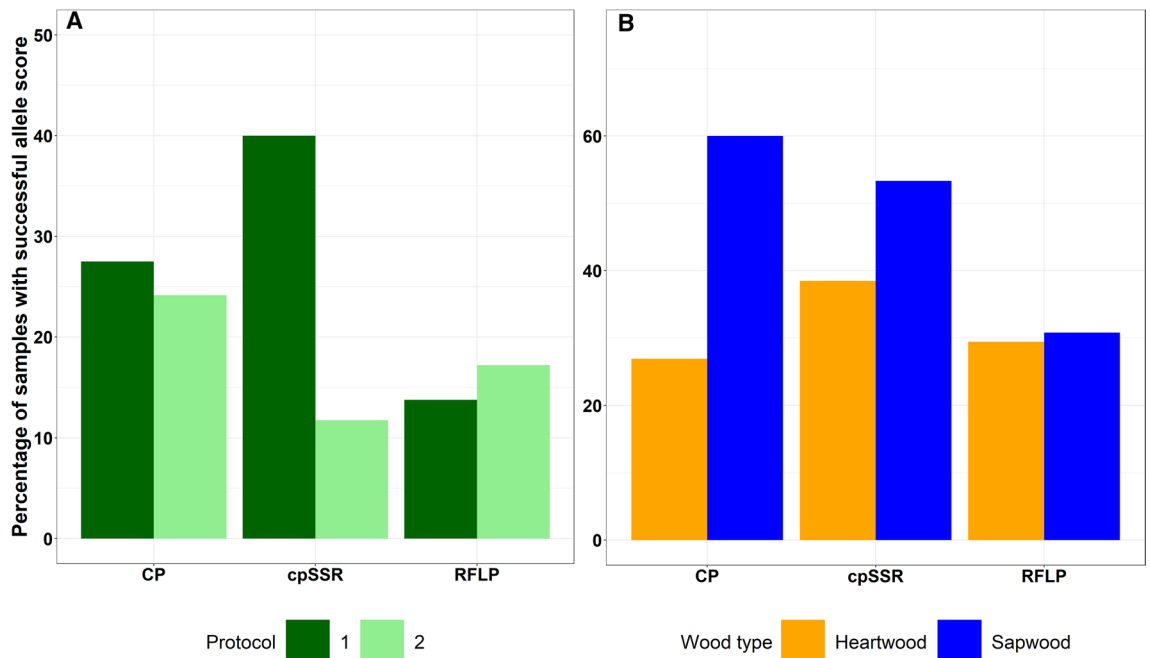 A
B
Percentage of samples with successful allele score
50
40
30
20
10
0
60
40
20
0
CP
cpSSR
RFLP
CP
cpSSR
RFLP
Protocol 1 2
Wood type Heartwood Sapwood